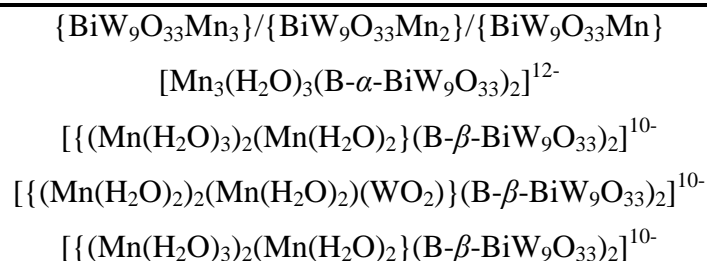 {BiW₉O₃₃Mn₃}/{BiW₉O₃₃Mn₂}/{BiW₉O₃₃Mn}
[Mn₃(H₂O)₃(B-α-BiW₉O₃₃)₂]¹²⁻
[{(Mn(H₂O)₃)₂(Mn(H₂O)₂}(B-β-BiW₉O₃₃)₂]¹⁰⁻
[{(Mn(H₂O)₂)₂(Mn(H₂O)₂)(WO₂)}(B-β-BiW₉O₃₃)₂]¹⁰⁻
[{(Mn(H₂O)₃)₂(Mn(H₂O)₂}(B-β-BiW₉O₃₃)₂]¹⁰⁻